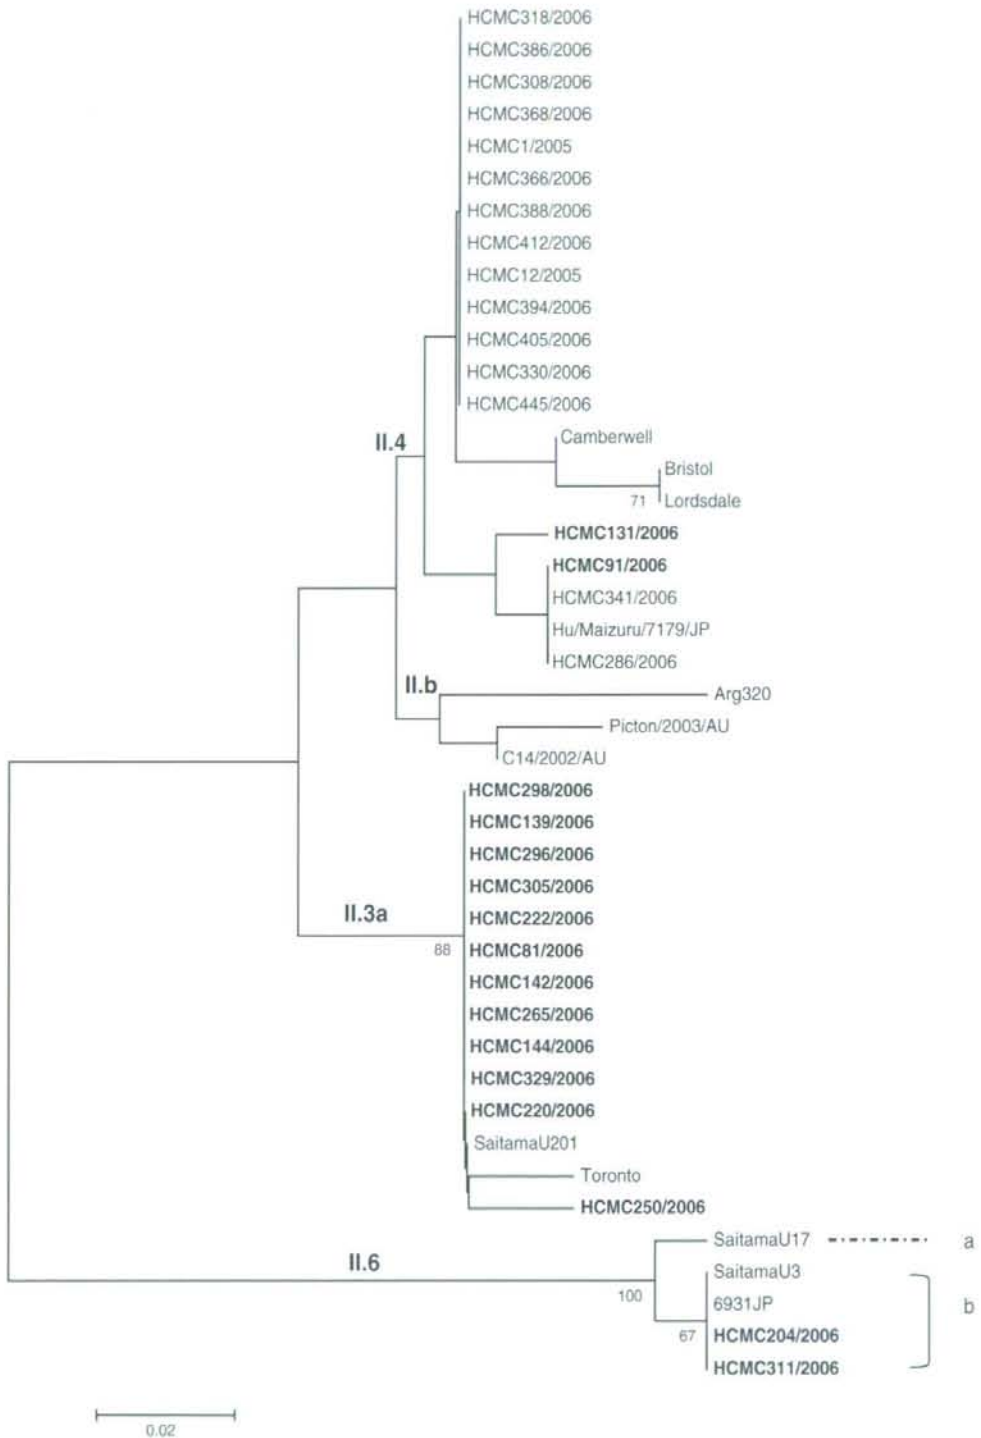 HCMC318/2006
HCMC386/2006
HCMC308/2006
HCMC368/2006
HCMC1/2005
HCMC366/2006
HCMC388/2006
HCMC412/2006
HCMC12/2005
HCMC394/2006
HCMC405/2006
HCMC330/2006
HCMC445/2006
II.4
Camberwell
Bristol
71
Lordsdale
HCMC131/2006
HCMC91/2006
HCMC341/2006
Hu/Maizuru/7179/JP
HCMC286/2006
II.b
Arg320
Picton/2003/AU
C14/2002/AU
HCMC298/2006
HCMC139/2006
HCMC296/2006
HCMC305/2006
II.3a
HCMC222/2006
88
HCMC81/2006
HCMC142/2006
HCMC265/2006
HCMC144/2006
HCMC329/2006
HCMC220/2006
SaitamaU201
Toronto
HCMC250/2006
SaitamaU17
a
II.6
SaitamaU3
100
6931JP
b
67
HCMC204/2006
HCMC311/2006
0.02